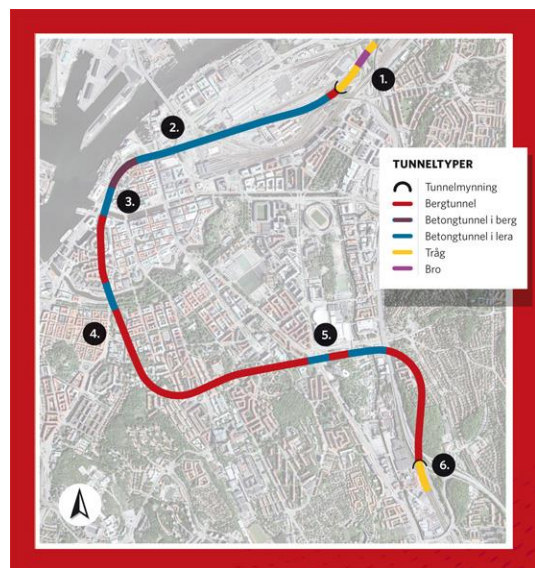 1.
2.
TUNNELTYPER
Tunnelmynning
Bergtunnel
Betongtunnel i berg
Betongtunnel i lera
Tråg
Bro
3.
4.
5.
6.